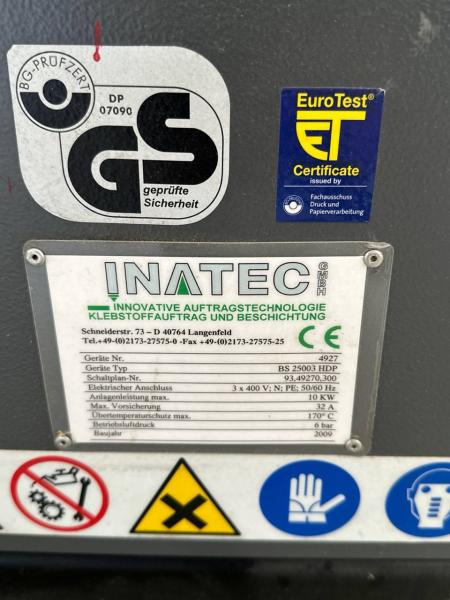 BG-PRÜFZERT
DP
07090
GS
geprüfte
Sicherheit
EuroTest®
ET
Certificate
issued by
Fachausschuss
Druck und
Papierverarbeitung
INATEC GMBH
INNOVATIVE AUFTRAGSTECHNOLOGIE
KLEBSTOFFAUFTRAG UND BESCHICHTUNG
Schneiderstr. 73 – D 40764 Langenfeld
Tel.+49-(0)2173-27575-0 -Fax +49-(0)2173-27575-25
CE
Geräte Nr. 4927
Geräte Typ BS 25003 HDP
Schaltplan-Nr. 93,49270,300
Elektrischer Anschluss 3 x 400 V; N; PE; 50/60 Hz
Anlagenleistung max. 10 KW
Max. Vorsicherung 32 A
Übertemperaturschutz max. 170° C
Betriebsluftdruck 6 bar
Baujahr 2009